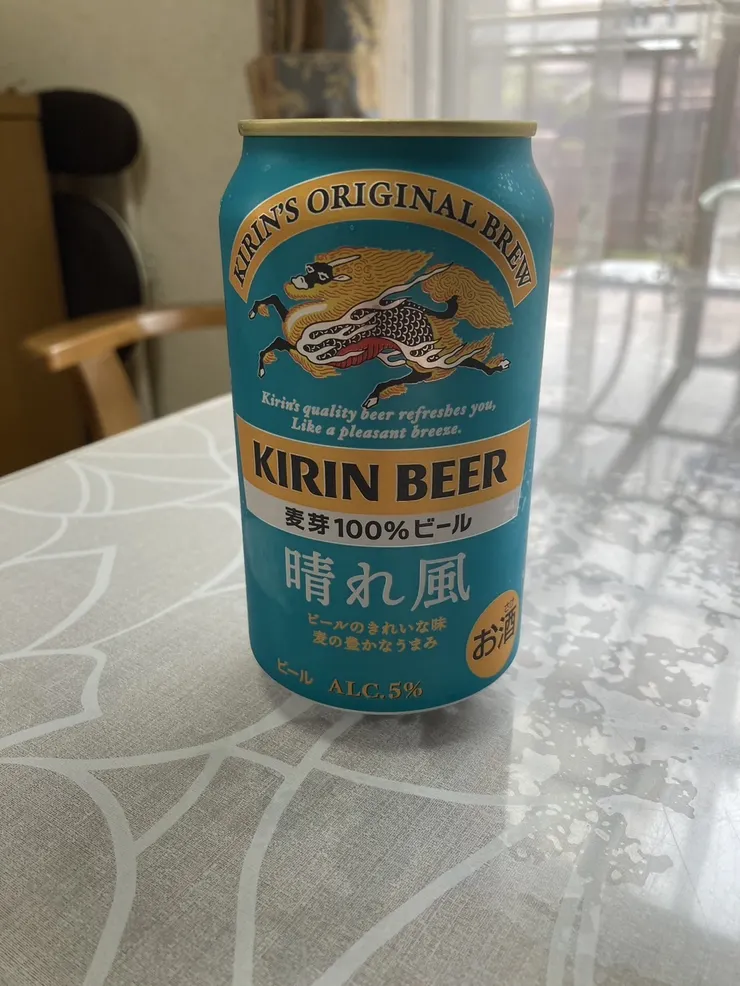 KIRIN'S ORIGINAL BREW
Kirin's quality beer refreshes you,
Like a pleasant breeze.
KIRIN BEER
麦芽100%ビール
晴れ風
ビールのきれいな味
麦の豊かなうまみ
お酒
ビール ALC.5%